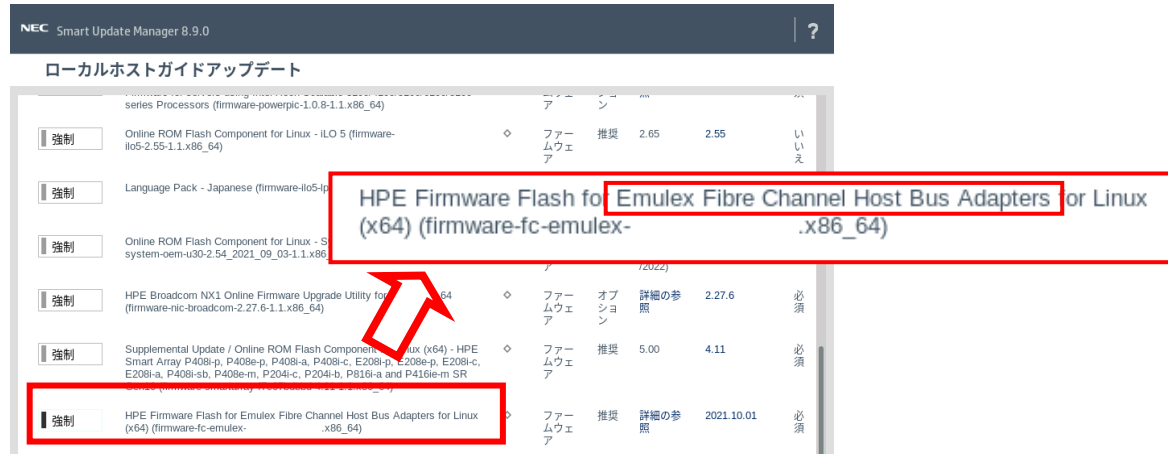 NEC Smart Update Manager 8.9.0 ?
ローカルホストガイドアップデート
series Processors (firmware-powerpic-1.0.8-1.1.x86_64)
ア
ン
強制
Online ROM Flash Component for Linux - iLO 5 (firmware-
ilo5-2.55-1.1.x86_64)
ファー
ムウェ
ア
推奨
2.65
2.55
い
い
え
強制
Language Pack - Japanese (firmware-ilo5-lp
HPE Firmware Flash for Emulex Fibre Channel Host Bus Adapters for Linux
(x64) (firmware-fc-emulex- .x86_64)
強制
Online ROM Flash Component for Linux - S
system-oem-u30-2.54_2021_09_03-1.1.x86_
/2022)
強制
HPE Broadcom NX1 Online Firmware Upgrade Utility for 64
(firmware-nic-broadcom-2.27.6-1.1.x86_64)
ファー
ムウェ
ア
オプ
ショ
ン
詳細の参
照
2.27.6
必
須
強制
Supplemental Update / Online ROM Flash Component (x64) - HPE
Smart Array P408i-p, P408e-p, P408i-a, P408i-c, E208i-p, E208e-p, E208i-c,
E208i-a, P408i-sb, P408e-m, P204i-c, P204i-b, P816i-a and P416ie-m SR
ファー
ムウェ
ア
推奨
5.00
4.11
必
須
強制
HPE Firmware Flash for Emulex Fibre Channel Host Bus Adapters for Linux
(x64) (firmware-fc-emulex- .x86_64)
ファー
ムウェ
ア
推奨
詳細の参
照
2021.10.01
必
須